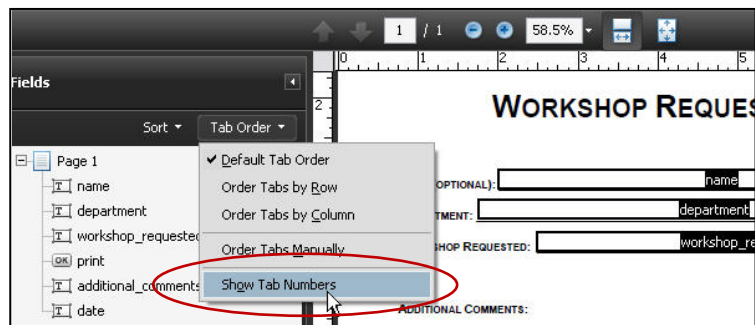 1 / 1 58.5%
0 1 2 3 4 5
Fields
2
WORKSHOP REQUES
Sort Tab Order
Page 1
name
department
workshop_requested
print
additional_comments
date
Default Tab Order
Order Tabs by Row
Order Tabs by Column
Order Tabs Manually
Show Tab Numbers
OPTIONAL): name
TMENT: department
SHOP REQUESTED: workshop_re
ADDITIONAL COMMENTS:
OK